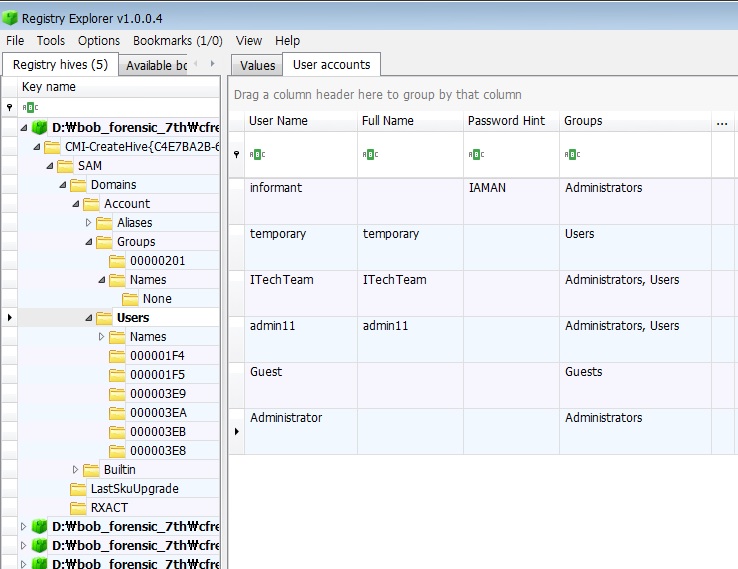 Registry Explorer v1.0.0.4
File Tools Options Bookmarks (1/0) View Help
Registry hives (5) Available bo
Values User accounts
Key name
Drag a column header here to group by that column
User Name Full Name Password Hint Groups ...
D:₩bob_forensic_7th₩cfre
CMI-CreateHive{C4E7BA2B-6
SAM
Domains
Account
Aliases
Groups
00000201
Names
None
Users
Names
000001F4
000001F5
000003E9
000003EA
000003EB
000003E8
Builtin
LastSkuUpgrade
RXACT
D:₩bob_forensic_7th₩cfre
D:₩bob_forensic_7th₩cfre
informant IAMAN Administrators
temporary temporary Users
ITechTeam ITechTeam Administrators, Users
admin11 admin11 Administrators, Users
Guest Guests
Administrator Administrators